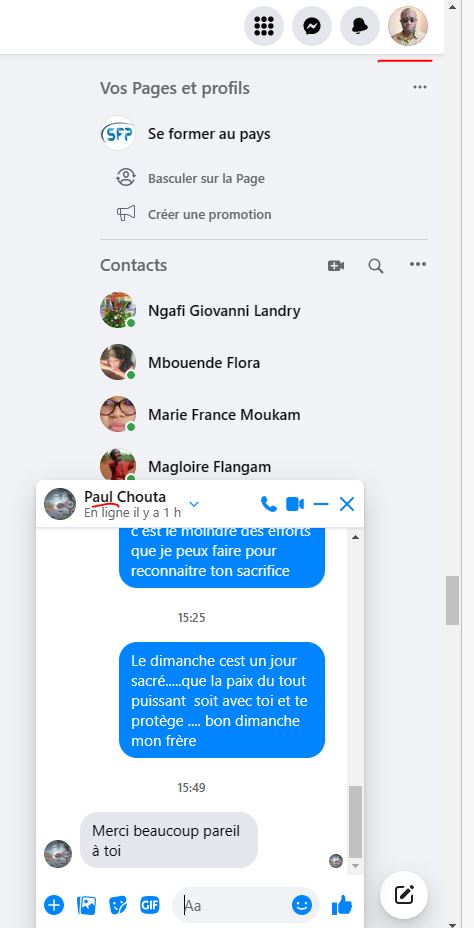 Vos Pages et profils
SFP
Se former au pays
Basculer sur la Page
Créer une promotion
Contacts
Ngafi Giovanni Landry
Mbouende Flora
Marie France Moukam
Magloire Flangam
Paul Chouta
En ligne il y a 1 h
c'est le moindre des efforts
que je peux faire pour
reconnaitre ton sacrifice
15:25
Le dimanche cest un jour
sacré.....que la paix du tout
puissant soit avec toi et te
protège .... bon dimanche
mon frère
15:49
Merci beaucoup pareil
à toi
GIF
Aa